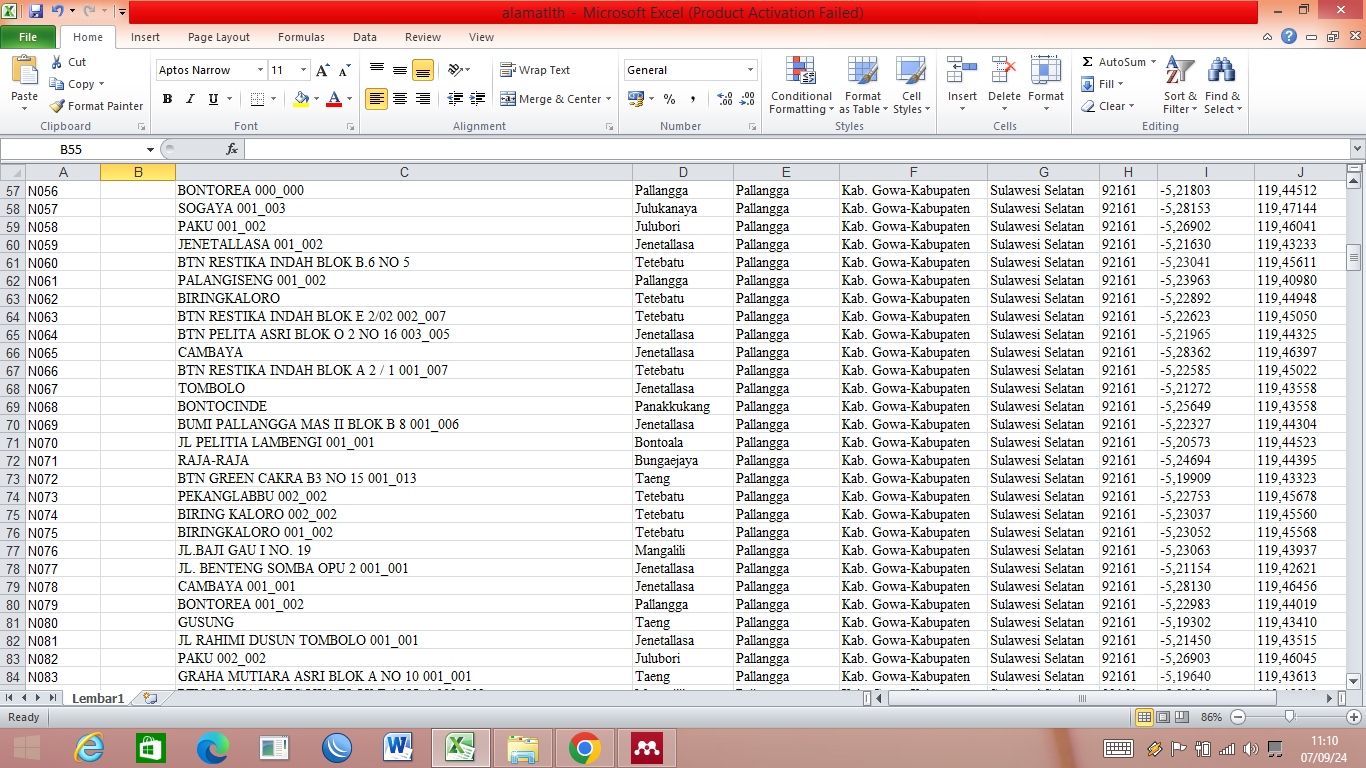 alamat1th - Microsoft Excel (Product Activation Failed)
File Home Insert Page Layout Formulas Data Review View
Paste Cut Copy Format Painter Clipboard
Aptos Narrow 11 B I U Font
Wrap Text Merge & Center Alignment
General % , Number
Conditional Formatting Format as Table Cell Styles Styles
Insert Delete Format Cells
AutoSum Fill Clear Sort & Filter Find & Select Editing
B55 fx
A B C D E F G H I J
57 N056 BONTOREA 000_000 Pallangga Pallangga Kab. Gowa-Kabupaten Sulawesi Selatan 92161 -5,21803 119,44512
58 N057 SOGAYA 001_003 Julukanaya Pallangga Kab. Gowa-Kabupaten Sulawesi Selatan 92161 -5,28153 119,47144
59 N058 PAKU 001_002 Julubori Pallangga Kab. Gowa-Kabupaten Sulawesi Selatan 92161 -5,26902 119,46041
60 N059 JENETALLASA 001_002 Jenetallasa Pallangga Kab. Gowa-Kabupaten Sulawesi Selatan 92161 -5,21630 119,43233
61 N060 BTN RESTIKA INDAH BLOK B.6 NO 5 Tetebatu Pallangga Kab. Gowa-Kabupaten Sulawesi Selatan 92161 -5,23041 119,45611
62 N061 PALANGISENG 001_002 Pallangga Pallangga Kab. Gowa-Kabupaten Sulawesi Selatan 92161 -5,23963 119,40980
63 N062 BIRINGKALORO Tetebatu Pallangga Kab. Gowa-Kabupaten Sulawesi Selatan 92161 -5,22892 119,44948
64 N063 BTN RESTIKA INDAH BLOK E 2/02 002_007 Tetebatu Pallangga Kab. Gowa-Kabupaten Sulawesi Selatan 92161 -5,22623 119,45050
65 N064 BTN PELITA ASRI BLOK O 2 NO 16 003_005 Jenetallasa Pallangga Kab. Gowa-Kabupaten Sulawesi Selatan 92161 -5,21965 119,44325
66 N065 CAMBAYA Jenetallasa Pallangga Kab. Gowa-Kabupaten Sulawesi Selatan 92161 -5,28362 119,46397
67 N066 BTN RESTIKA INDAH BLOK A 2 / 1 001_007 Tetebatu Pallangga Kab. Gowa-Kabupaten Sulawesi Selatan 92161 -5,22585 119,45022
68 N067 TOMBOLO Jenetallasa Pallangga Kab. Gowa-Kabupaten Sulawesi Selatan 92161 -5,21272 119,43558
69 N068 BONTOCINDE Panakkukang Pallangga Kab. Gowa-Kabupaten Sulawesi Selatan 92161 -5,25649 119,43558
70 N069 BUMI PALLANGGA MAS II BLOK B 8 001_006 Jenetallasa Pallangga Kab. Gowa-Kabupaten Sulawesi Selatan 92161 -5,22327 119,44304
71 N070 JL PELITIA LAMBENGI 001_001 Bontoala Pallangga Kab. Gowa-Kabupaten Sulawesi Selatan 92161 -5,20573 119,44523
72 N071 RAJA-RAJA Bungaejaya Pallangga Kab. Gowa-Kabupaten Sulawesi Selatan 92161 -5,24694 119,44395
73 N072 BTN GREEN CAKRA B3 NO 15 001_013 Taeng Pallangga Kab. Gowa-Kabupaten Sulawesi Selatan 92161 -5,19909 119,43323
74 N073 PEKANGLABBU 002_002 Tetebatu Pallangga Kab. Gowa-Kabupaten Sulawesi Selatan 92161 -5,22753 119,45678
75 N074 BIRING KALORO 002_002 Tetebatu Pallangga Kab. Gowa-Kabupaten Sulawesi Selatan 92161 -5,23037 119,45560
76 N075 BIRINGKALORO 001_002 Tetebatu Pallangga Kab. Gowa-Kabupaten Sulawesi Selatan 92161 -5,23052 119,45568
77 N076 JL.BAJI GAU I NO. 19 Mangalili Pallangga Kab. Gowa-Kabupaten Sulawesi Selatan 92161 -5,23063 119,43937
78 N077 JL. BENTENG SOMBA OPU 2 001_001 Jenetallasa Pallangga Kab. Gowa-Kabupaten Sulawesi Selatan 92161 -5,21154 119,42621
79 N078 CAMBAYA 001_001 Jenetallasa Pallangga Kab. Gowa-Kabupaten Sulawesi Selatan 92161 -5,28130 119,46456
80 N079 BONTOREA 001_002 Pallangga Pallangga Kab. Gowa-Kabupaten Sulawesi Selatan 92161 -5,22983 119,44019
81 N080 GUSUNG Taeng Pallangga Kab. Gowa-Kabupaten Sulawesi Selatan 92161 -5,19302 119,43410
82 N081 JL RAHIMI DUSUN TOMBOLO 001_001 Jenetallasa Pallangga Kab. Gowa-Kabupaten Sulawesi Selatan 92161 -5,21450 119,43515
83 N082 PAKU 002_002 Julubori Pallangga Kab. Gowa-Kabupaten Sulawesi Selatan 92161 -5,26903 119,46045
84 N083 GRAHA MUTIARA ASRI BLOK A NO 10 001_001 Taeng Pallangga Kab. Gowa-Kabupaten Sulawesi Selatan 92161 -5,19640 119,43613
Lembar1
Ready 86%
11:10
07/09/24